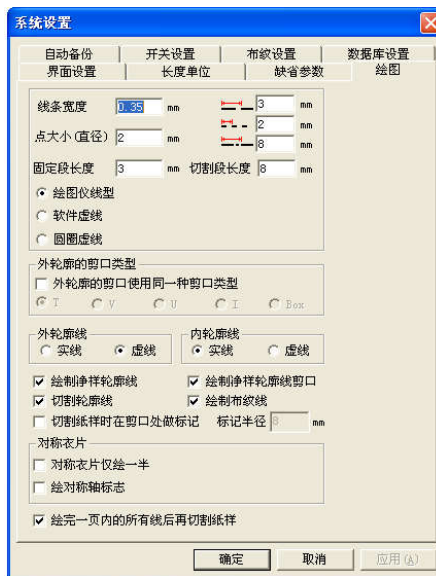 系统设置
自动备份 开关设置 布纹设置 数据库设置
界面设置 长度单位 缺省参数 绘图
线条宽度 0.35 mm 3 mm
2 mm
点大小(直径) 2 mm 8 mm
固定段长度 3 mm 切割段长度 8 mm
绘图仪线型
软件虚线
圆圈虚线
外轮廓的剪口类型
外轮廓的剪口使用同一种剪口类型
T V U I Box
外轮廓线 内轮廓线
实线 虚线 实线 虚线
绘制净样轮廓线 绘制净样轮廓线剪口
切割轮廓线 绘制布纹线
切割纸样时在剪口处做标记 标记半径 8 mm
对称衣片
对称衣片仅绘一半
绘对称轴标志
绘完一页内的所有线后再切割纸样
确定 取消 应用(A)